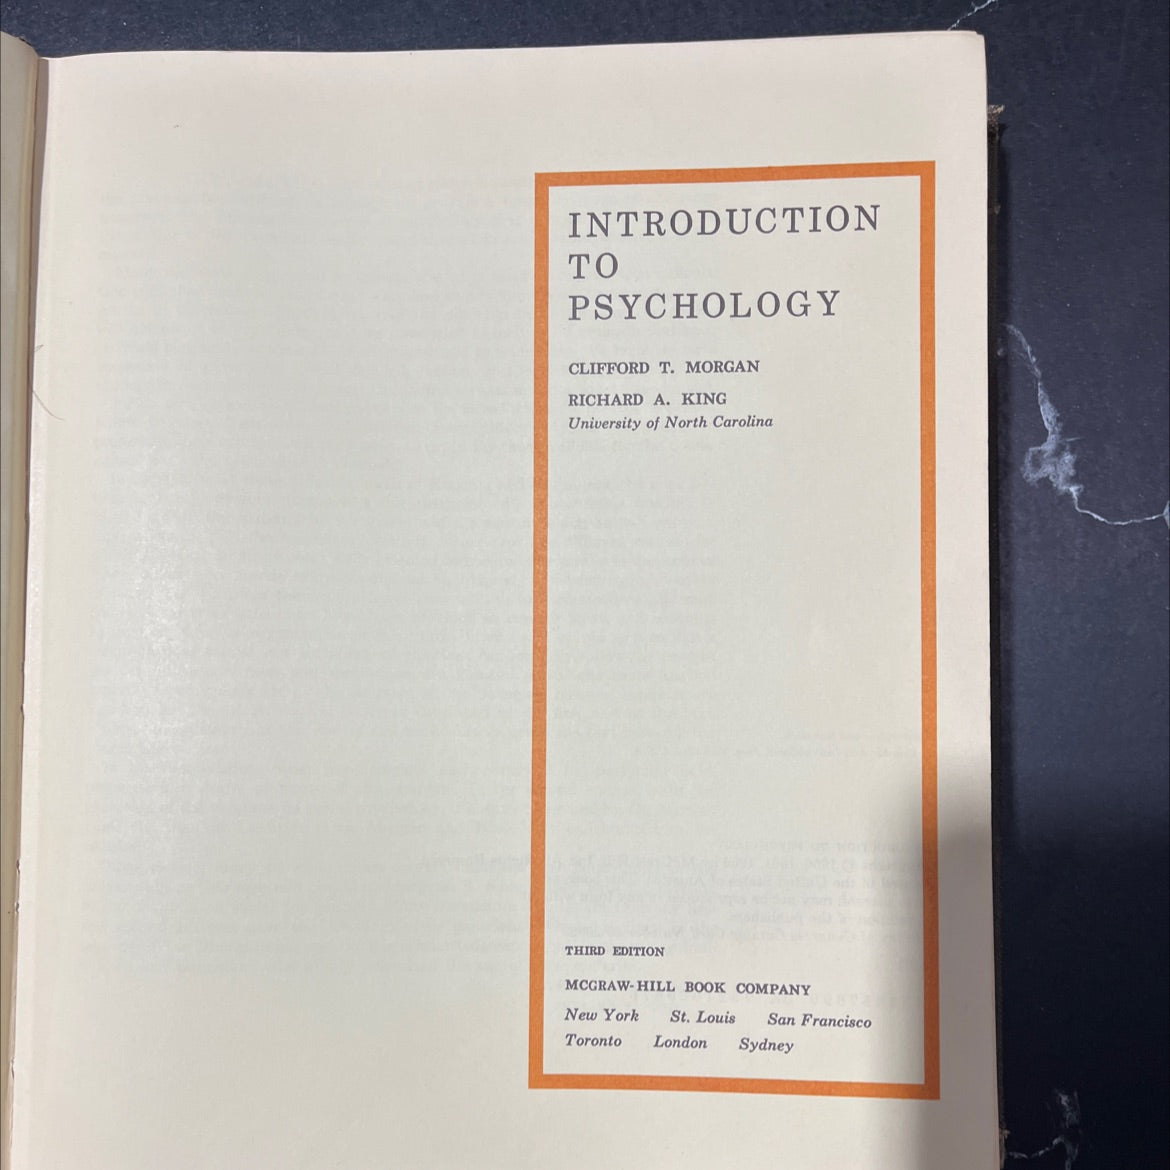 INTRODUCTION
TO
PSYCHOLOGY
CLIFFORD T. MORGAN
RICHARD A. KING
University of North Carolina
THIRD EDITION
MCGRAW-HILL BOOK COMPANY
New York St. Louis San Francisco
Toronto London Sydney